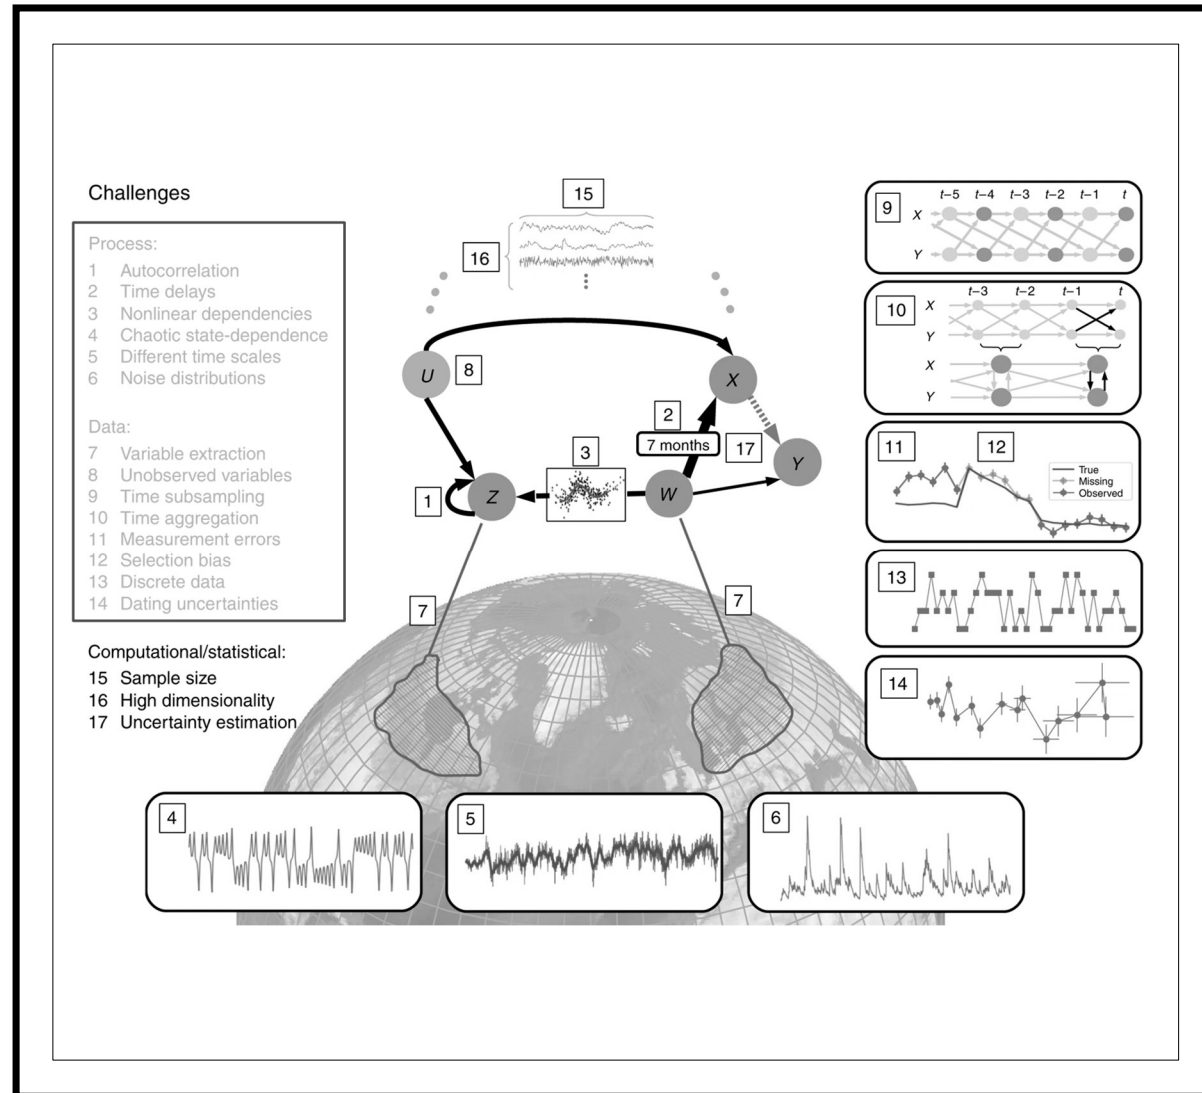 Challenges
Process:
1 Autocorrelation
2 Time delays
3 Nonlinear dependencies
4 Chaotic state-dependence
5 Different time scales
6 Noise distributions
Data:
7 Variable extraction
8 Unobserved variables
9 Time subsampling
10 Time aggregation
11 Measurement errors
12 Selection bias
13 Discrete data
14 Dating uncertainties
Computational/statistical:
15 Sample size
16 High dimensionality
17 Uncertainty estimation
15
16
U
8
X
2
7 months
17
Y
3
1
Z
W
7
7
4
5
6
9
t–5 t–4 t–3 t–2 t–1 t
X
Y
10
t–3 t–2 t–1 t
X
Y
X
Y
11
12
True
Missing
Observed
13
14